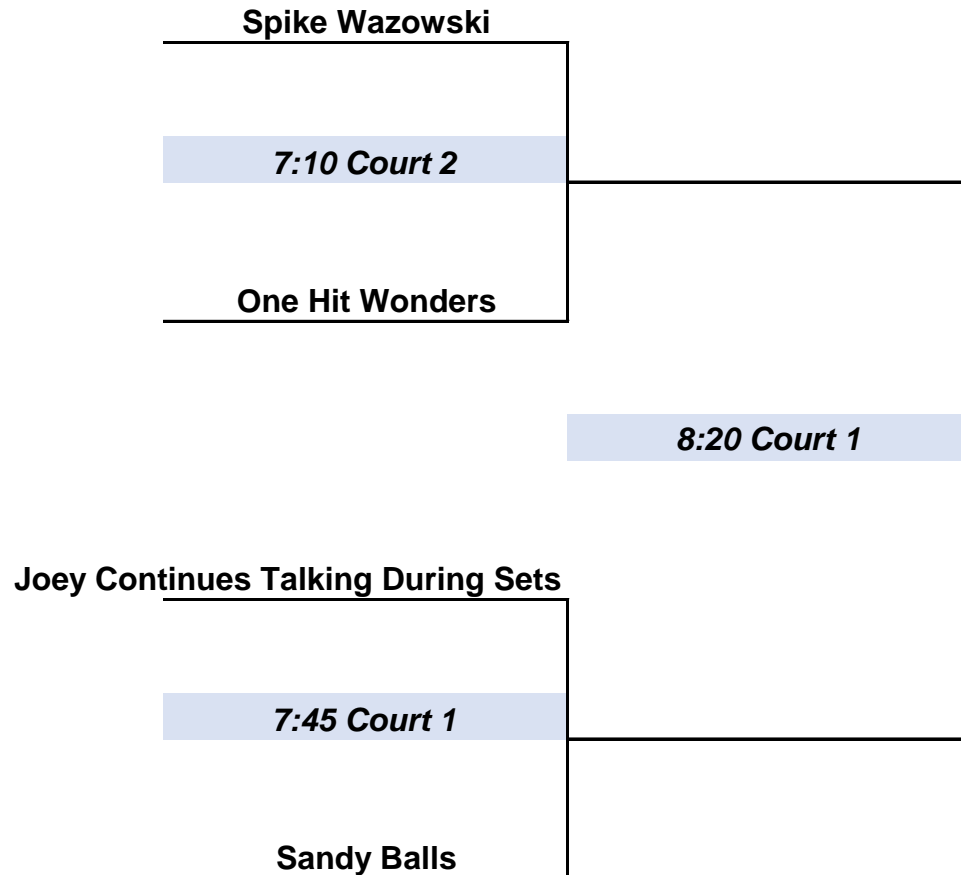 Spike Wazowski
7:10 Court 2
One Hit Wonders
8:20 Court 1
Joey Continues Talking During Sets
7:45 Court 1
Sandy Balls